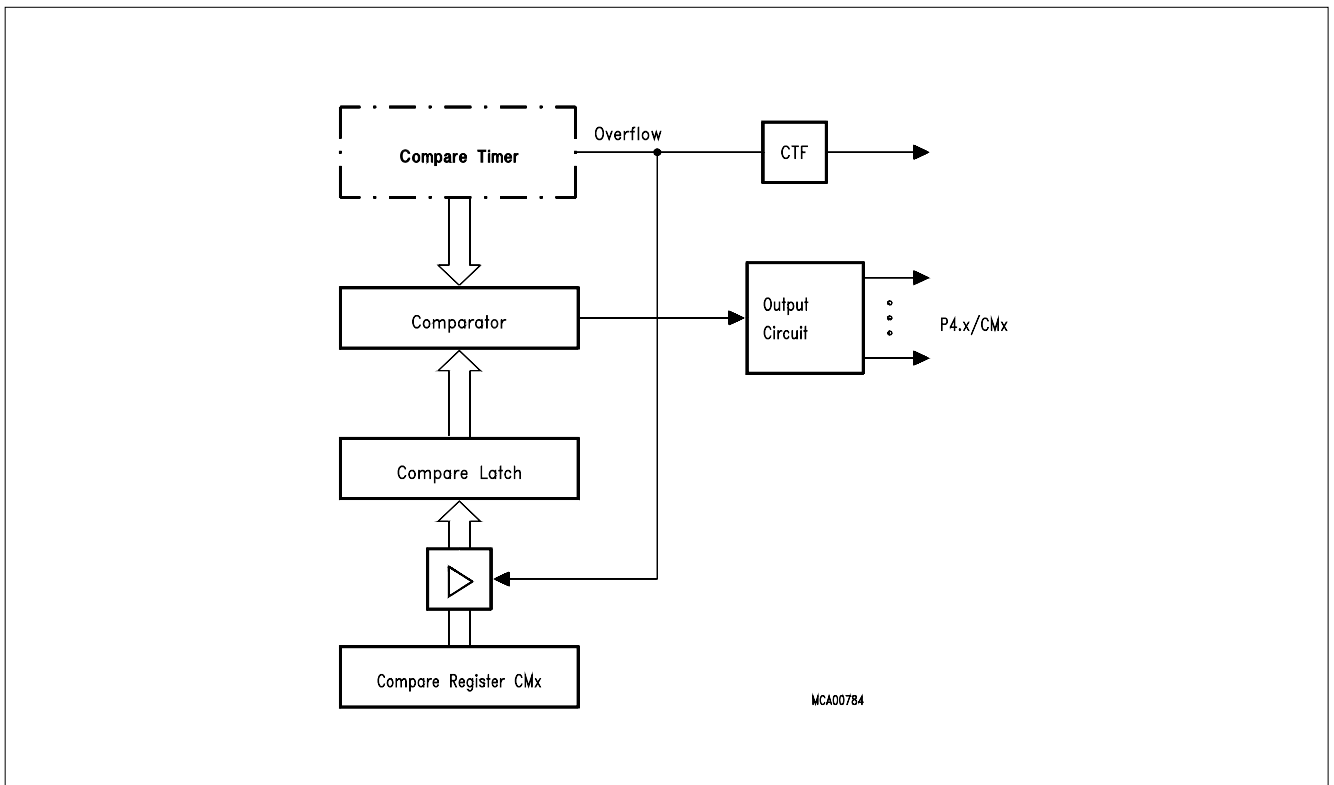 Compare Timer
Overflow
CTF
Comparator
Output
Circuit
P4.x/CMx
Compare Latch
Compare Register CMx
MCA00784